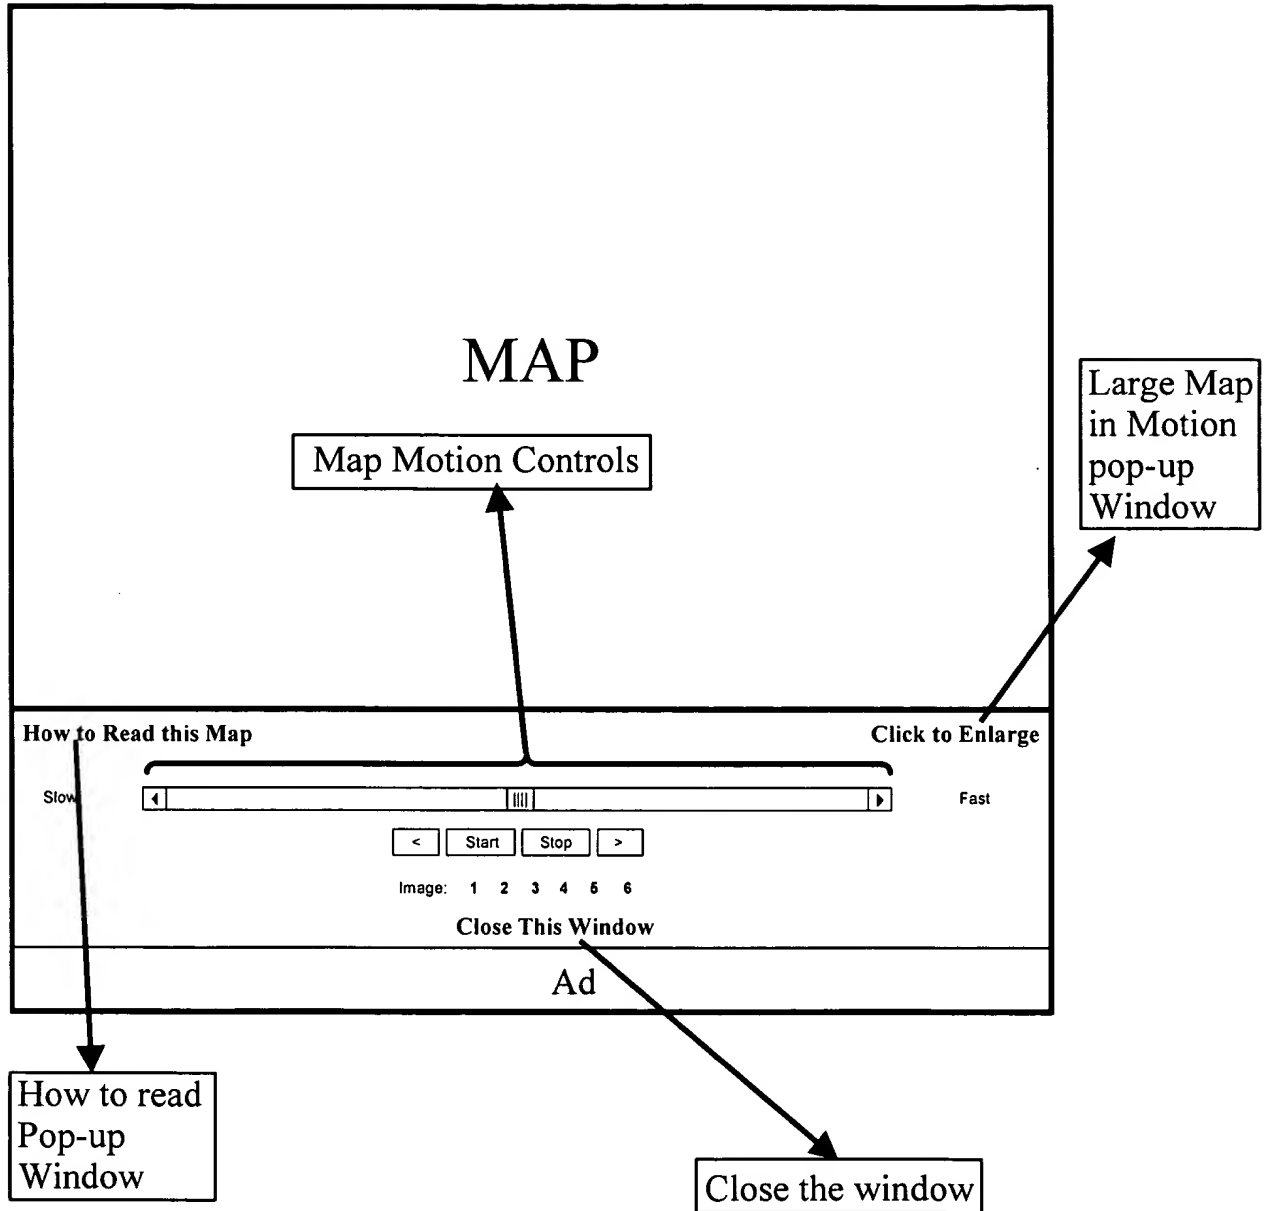 MAP
Map Motion Controls
Large Map
in Motion
pop-up
Window
How to Read this Map
Click to Enlarge
Slow
Fast
< Start Stop >
Image: 1 2 3 4 5 6
Close This Window
Ad
How to read
Pop-up
Window
Close the window